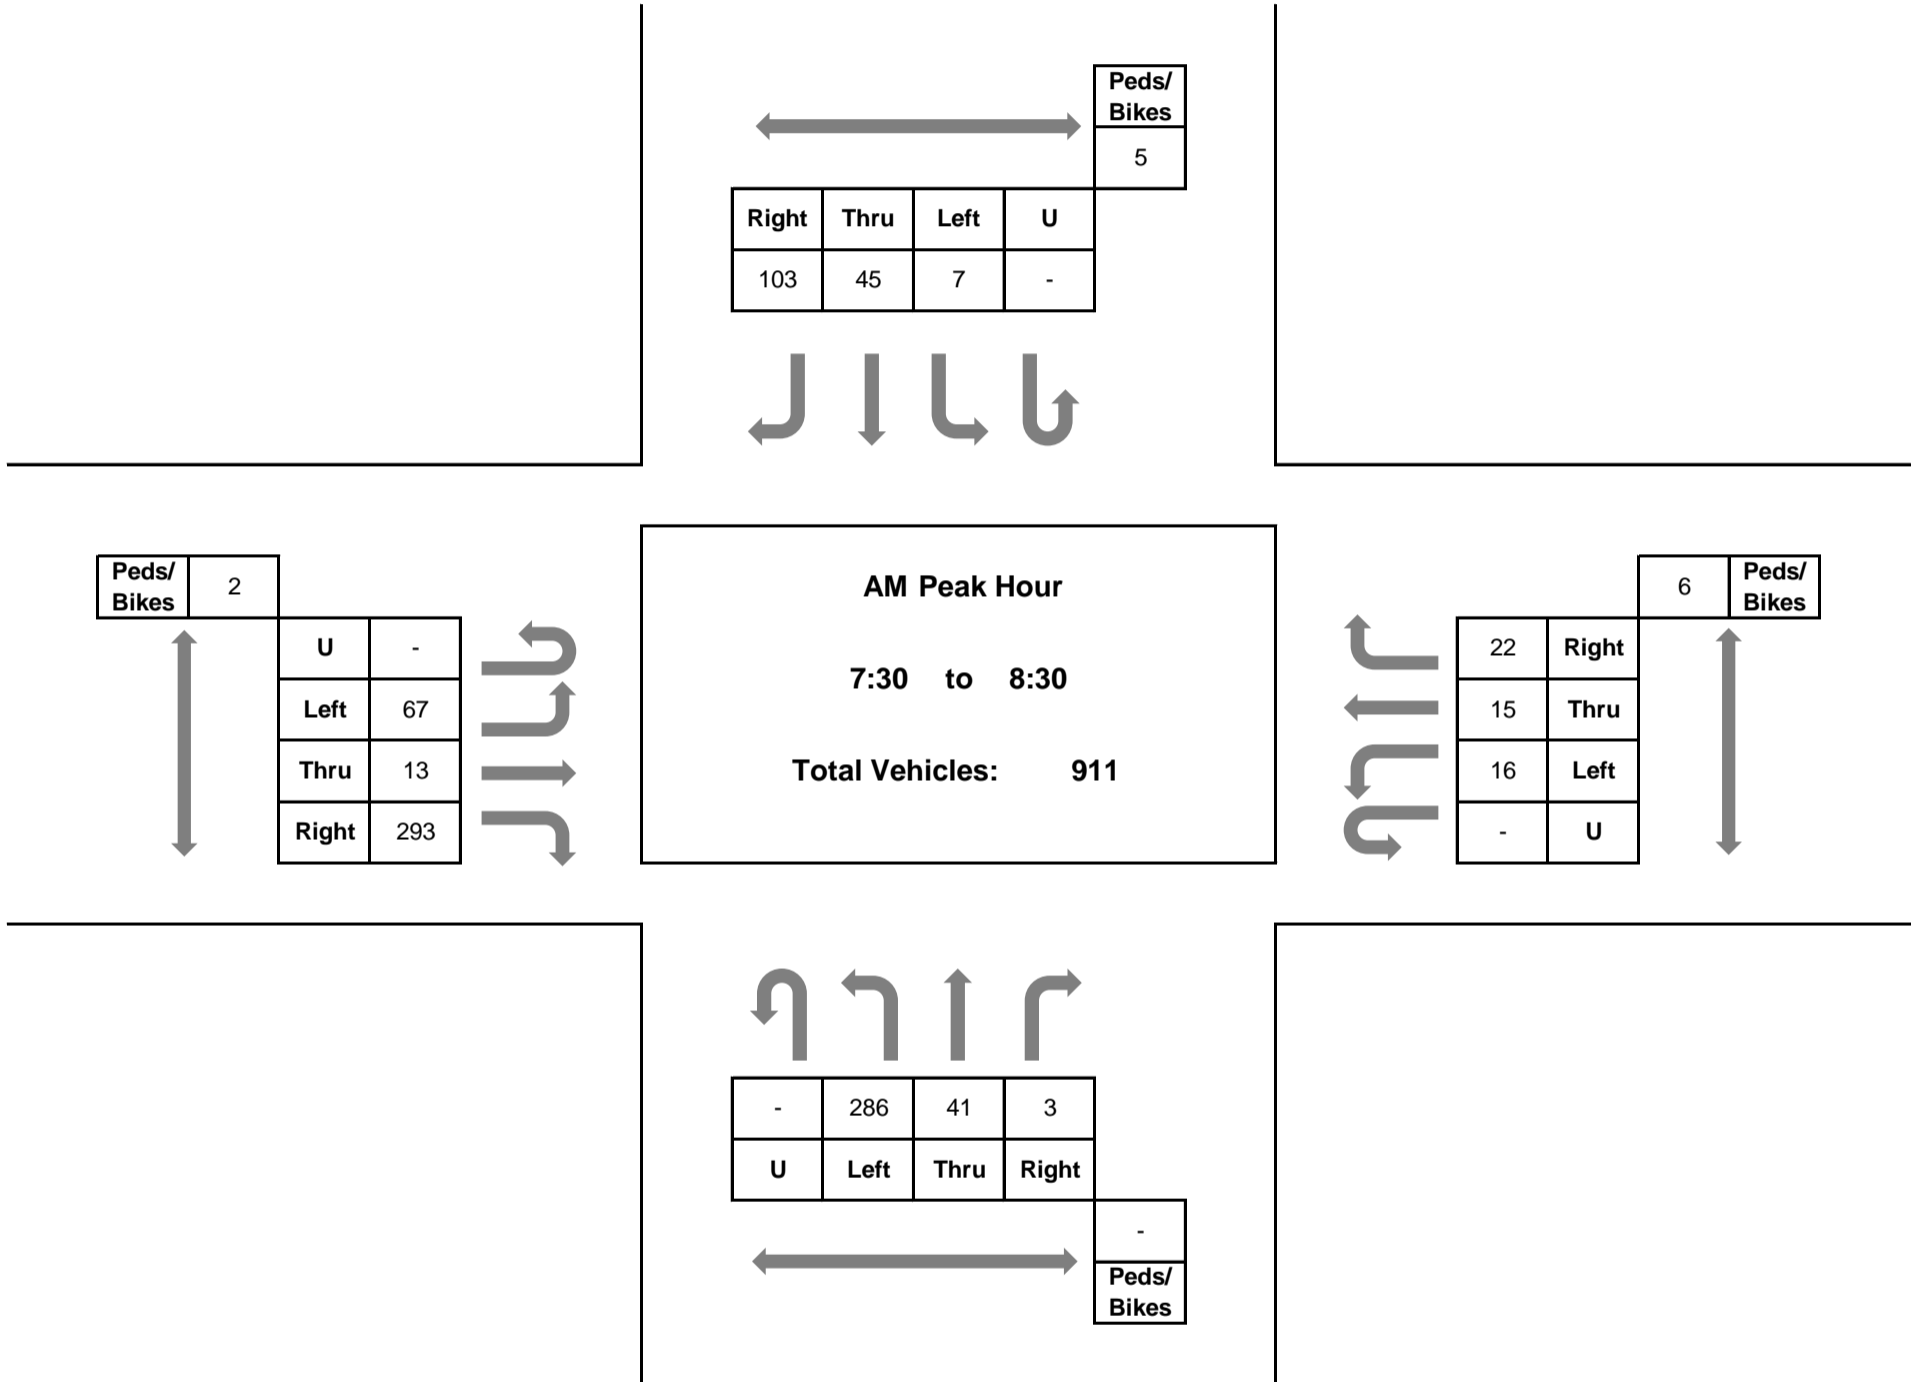 Peds/
Bikes
5
Right Thru Left U
103 45 7 -
Peds/
Bikes
2
U -
Left 67
Thru 13
Right 293
AM Peak Hour
7:30 to 8:30
Total Vehicles: 911
6
Peds/
Bikes
22 Right
15 Thru
16 Left
- U
- 286 41 3
U Left Thru Right
-
Peds/
Bikes